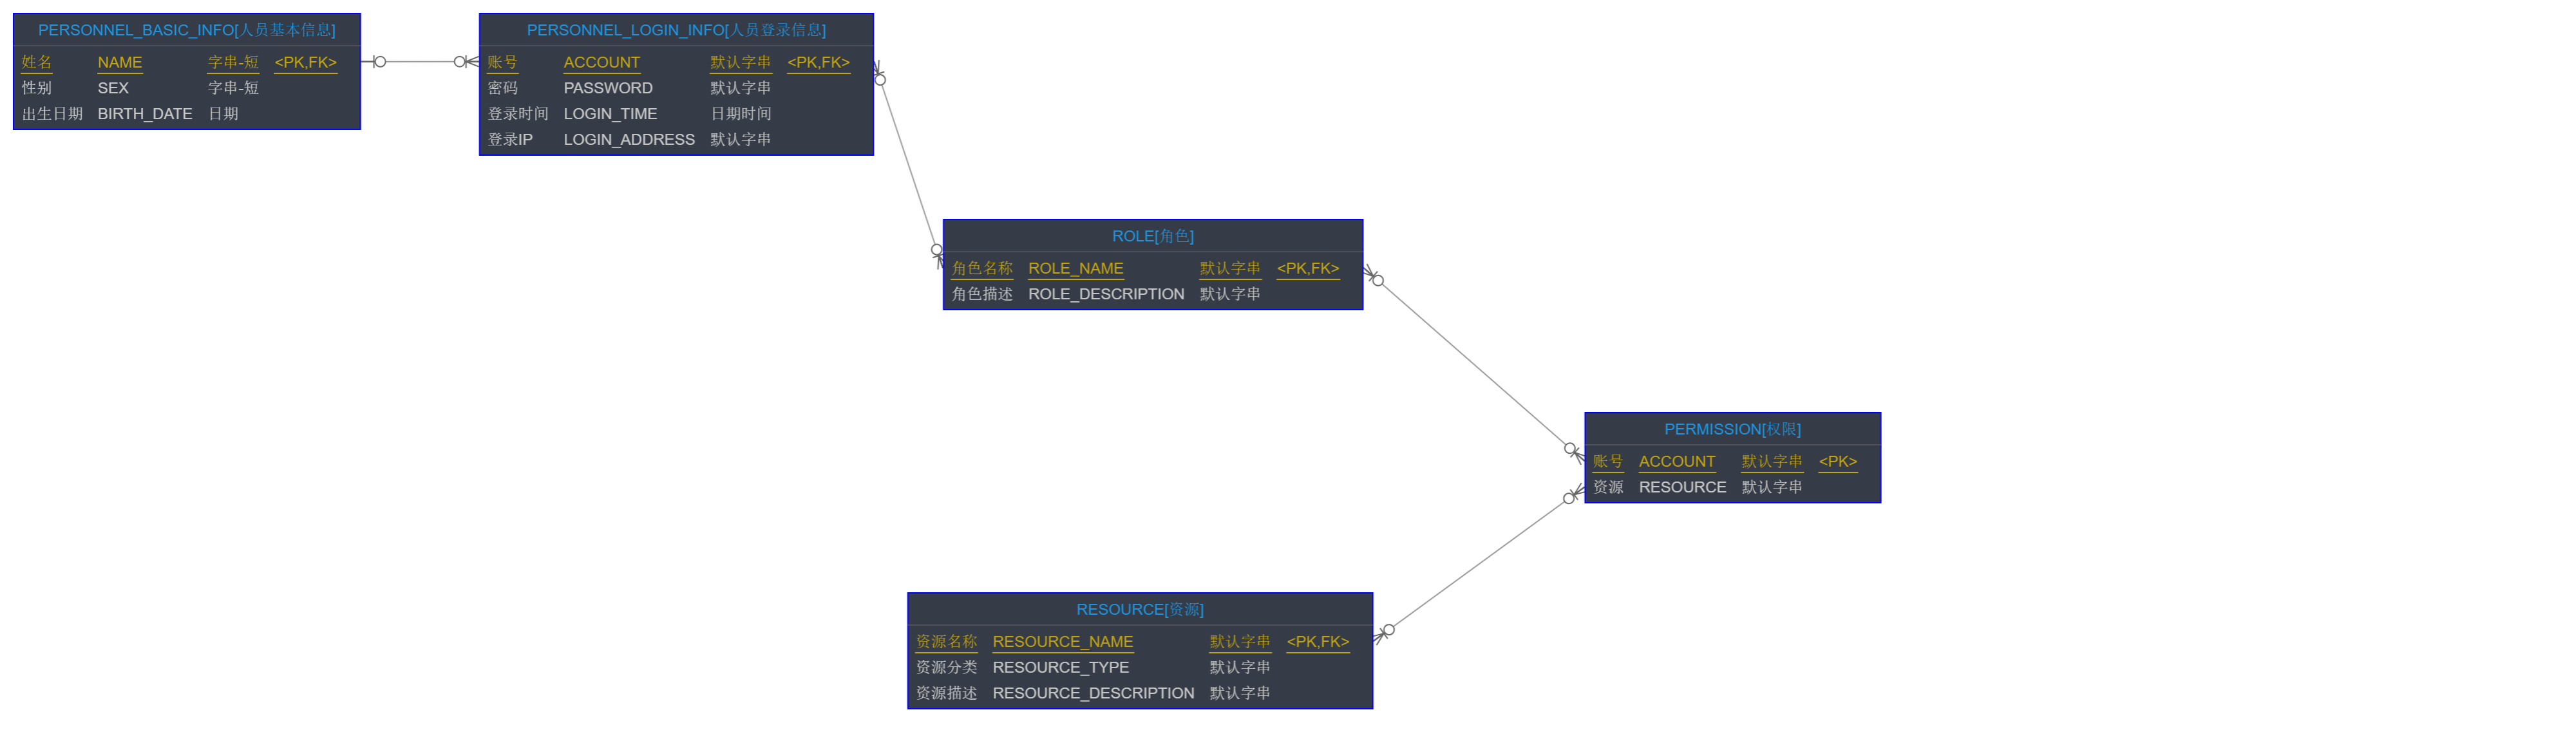 PERSONNEL_BASIC_INFO[人员基本信息]
姓名 NAME 字串-短 <PK,FK>
性别 SEX 字串-短
出生日期 BIRTH_DATE 日期
PERSONNEL_LOGIN_INFO[人员登录信息]
账号 ACCOUNT 默认字串 <PK,FK>
密码 PASSWORD 默认字串
登录时间 LOGIN_TIME 日期时间
登录IP LOGIN_ADDRESS 默认字串
ROLE[角色]
角色名称 ROLE_NAME 默认字串 <PK,FK>
角色描述 ROLE_DESCRIPTION 默认字串
PERMISSION[权限]
账号 ACCOUNT 默认字串 <PK>
资源 RESOURCE 默认字串
RESOURCE[资源]
资源名称 RESOURCE_NAME 默认字串 <PK,FK>
资源分类 RESOURCE_TYPE 默认字串
资源描述 RESOURCE_DESCRIPTION 默认字串